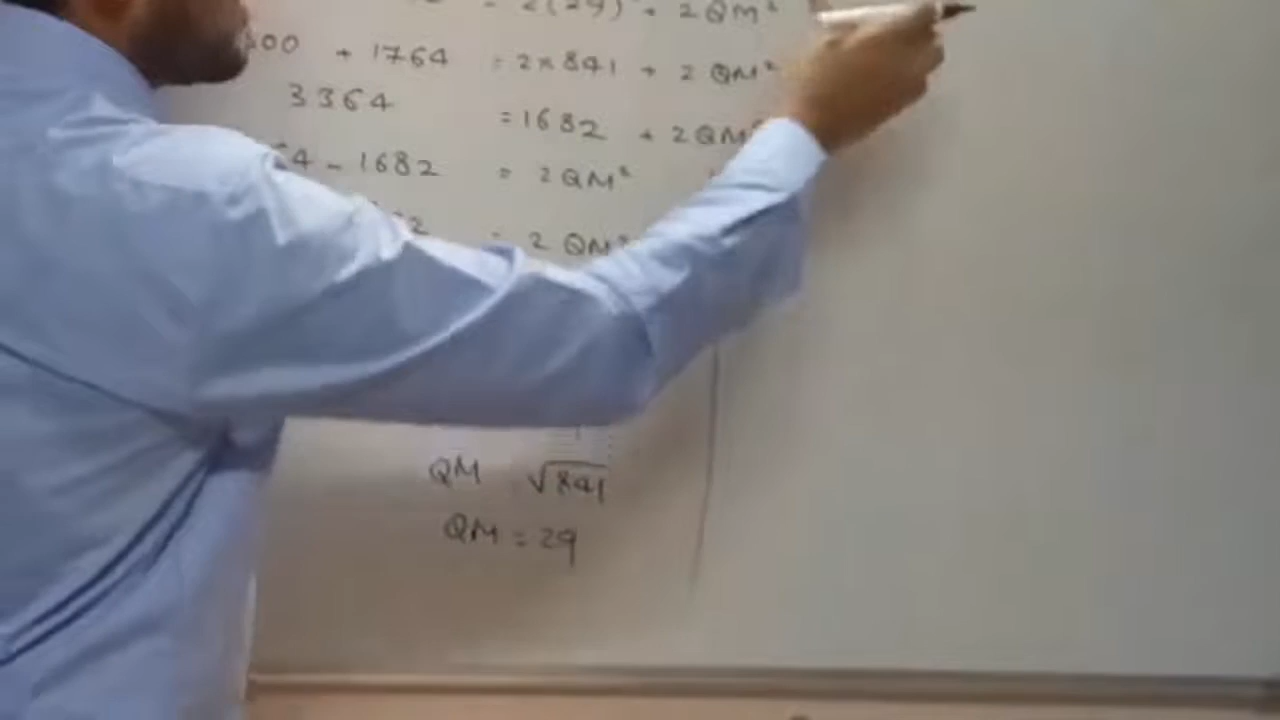 = 2(29)² + 2QM²
+ 1764 = 2×841 + 2QM²
3364 = 1682 + 2QM²
- 1682 = 2QM²
= 2QM²
QM √841
QM = 29